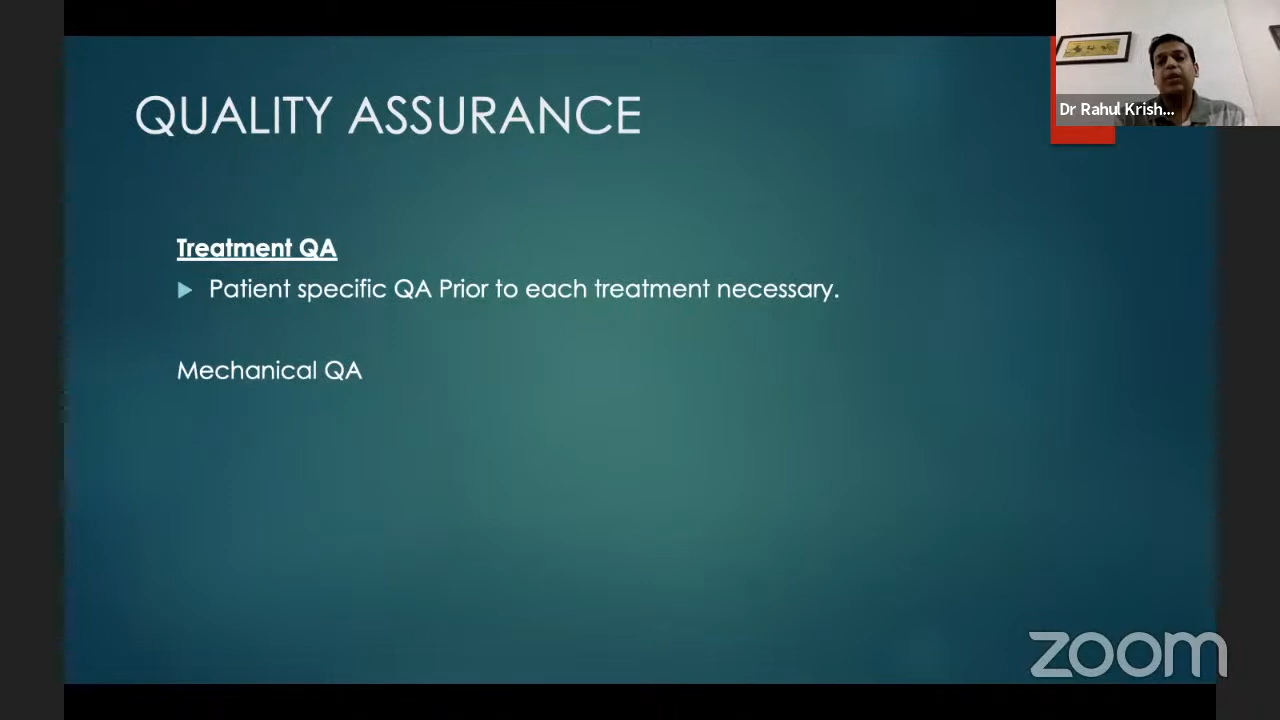 QUALITY ASSURANCE
Dr Rahul Krish...
Treatment QA
Patient specific QA Prior to each treatment necessary.
Mechanical QA
zoom